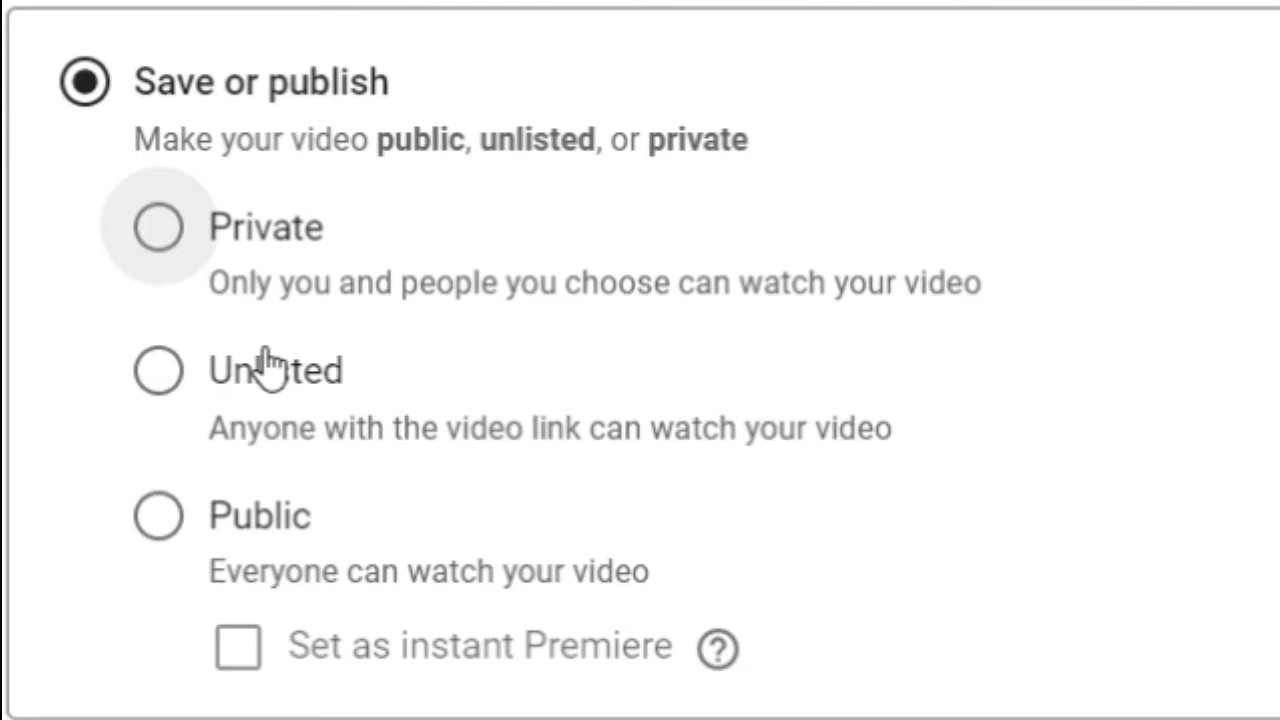 Save or publish
Make your video public, unlisted, or private
Private
Only you and people you choose can watch your video
Unlisted
Anyone with the video link can watch your video
Public
Everyone can watch your video
Set as instant Premiere ?